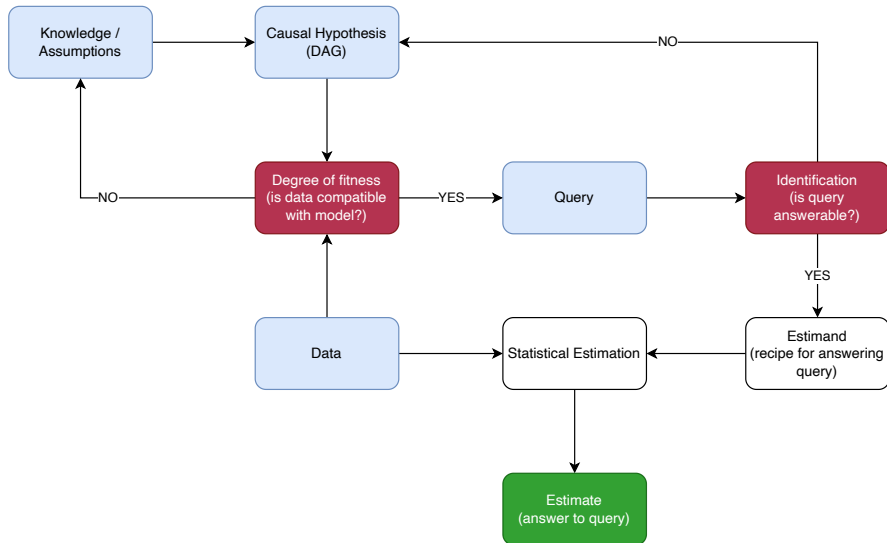 Knowledge /
Assumptions
Causal Hypothesis
(DAG)
NO
Degree of fitness
(is data compatible
with model?)
NO
YES
Query
Identification
(is query
answerable?)
YES
Data
Statistical Estimation
Estimand
(recipe for answering
query)
Estimate
(answer to query)